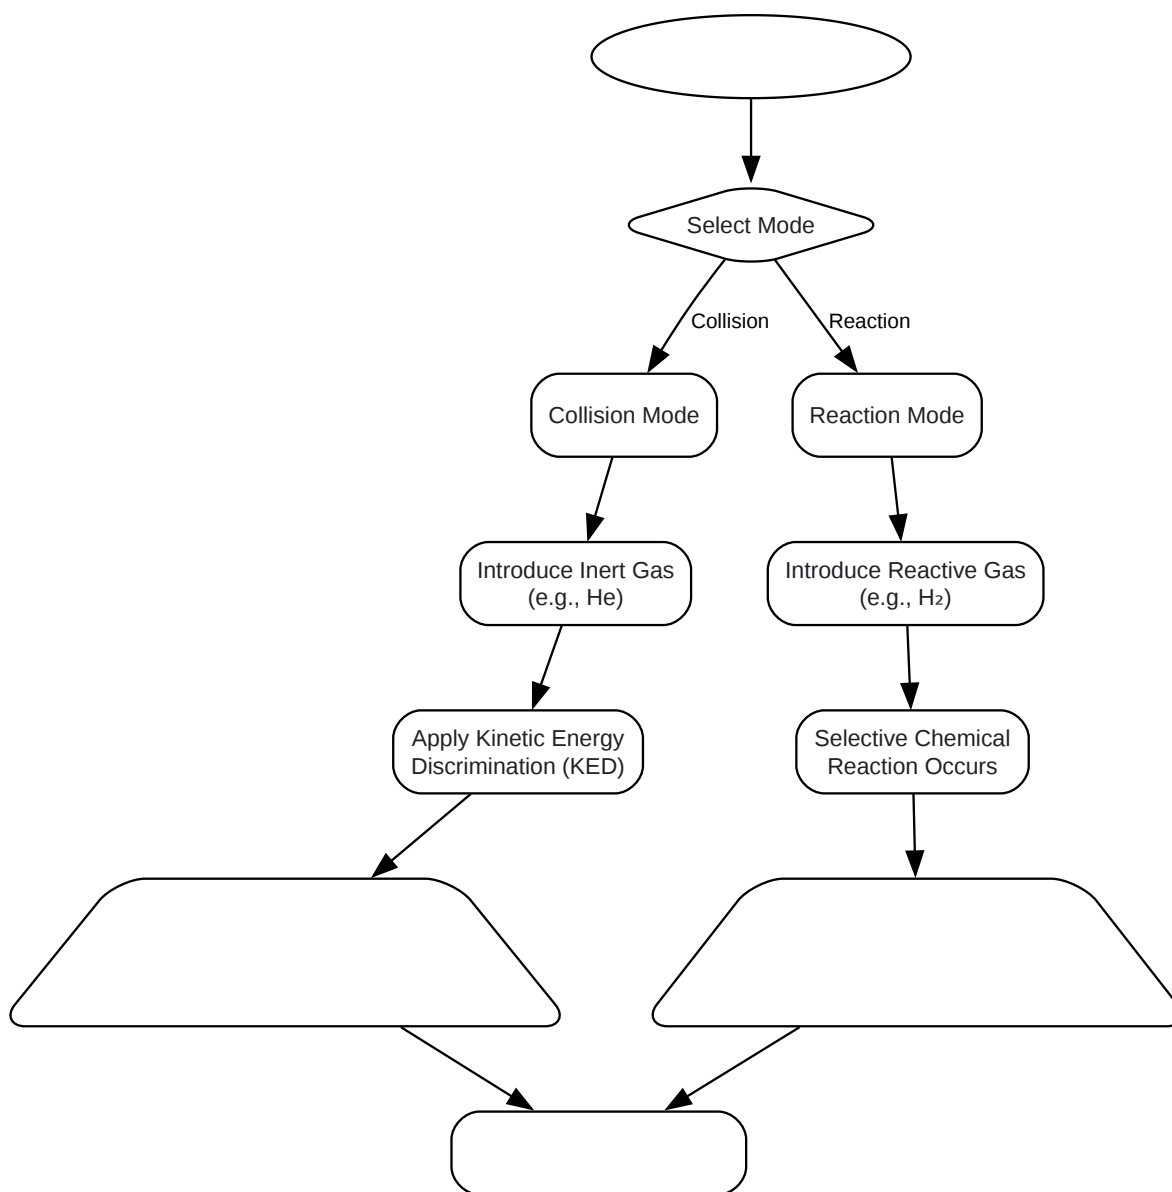 Select Mode
Collision
Reaction
Collision Mode
Reaction Mode
Introduce Inert Gas
(e.g., He)
Introduce Reactive Gas
(e.g., H₂)
Apply Kinetic Energy
Discrimination (KED)
Selective Chemical
Reaction Occurs